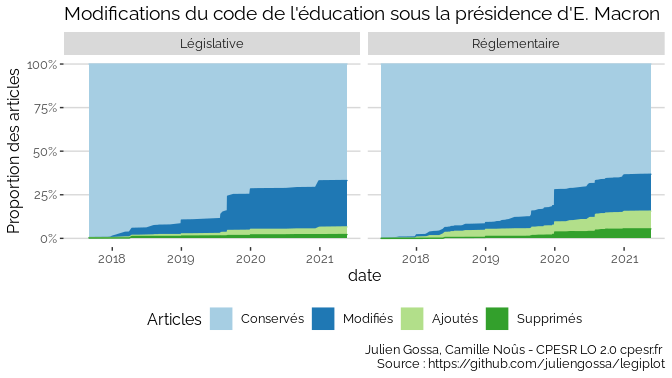 Modifications du code de l'éducation sous la présidence d'E. Macron
Législative
Réglementaire
Proportion des articles
100%
75%
50%
25%
0%
2018 2019 2020 2021
2018 2019 2020 2021
date
Articles Conservés Modifiés Ajoutés Supprimés
Julien Gossa, Camille Noûs - CPESR LO 2.0 cpesr.fr
Source : https://github.com/juliengossa/legiplot